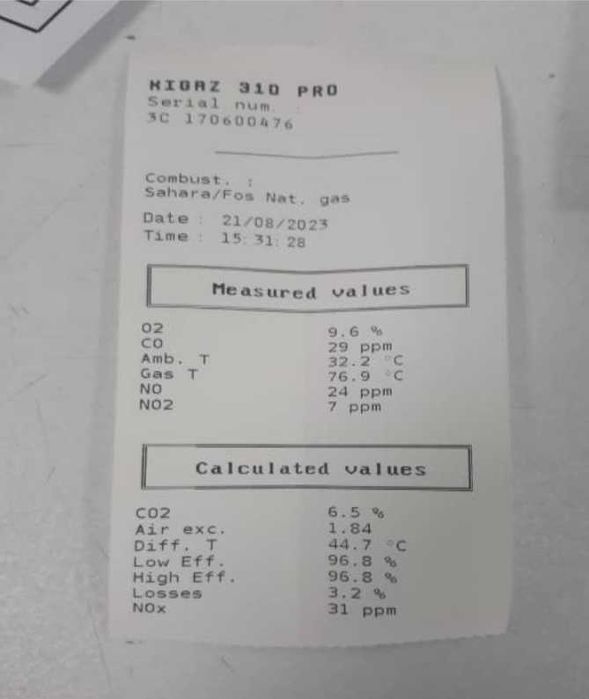 KIGAZ 310 PRO
Serial num. :
3C 170600476
Combust. :
Sahara/Fos Nat. gas
Date : 21/08/2023
Time : 15:31:28
Measured values
O2 9.6 %
CO 29 ppm
Amb. T 32.2 °C
Gas T 76.9 °C
NO 24 ppm
NO2 7 ppm
Calculated values
CO2 6.5 %
Air exc. 1.84
Diff. T 44.7 °C
Low Eff. 96.8 %
High Eff. 96.8 %
Losses 3.2 %
NOx 31 ppm